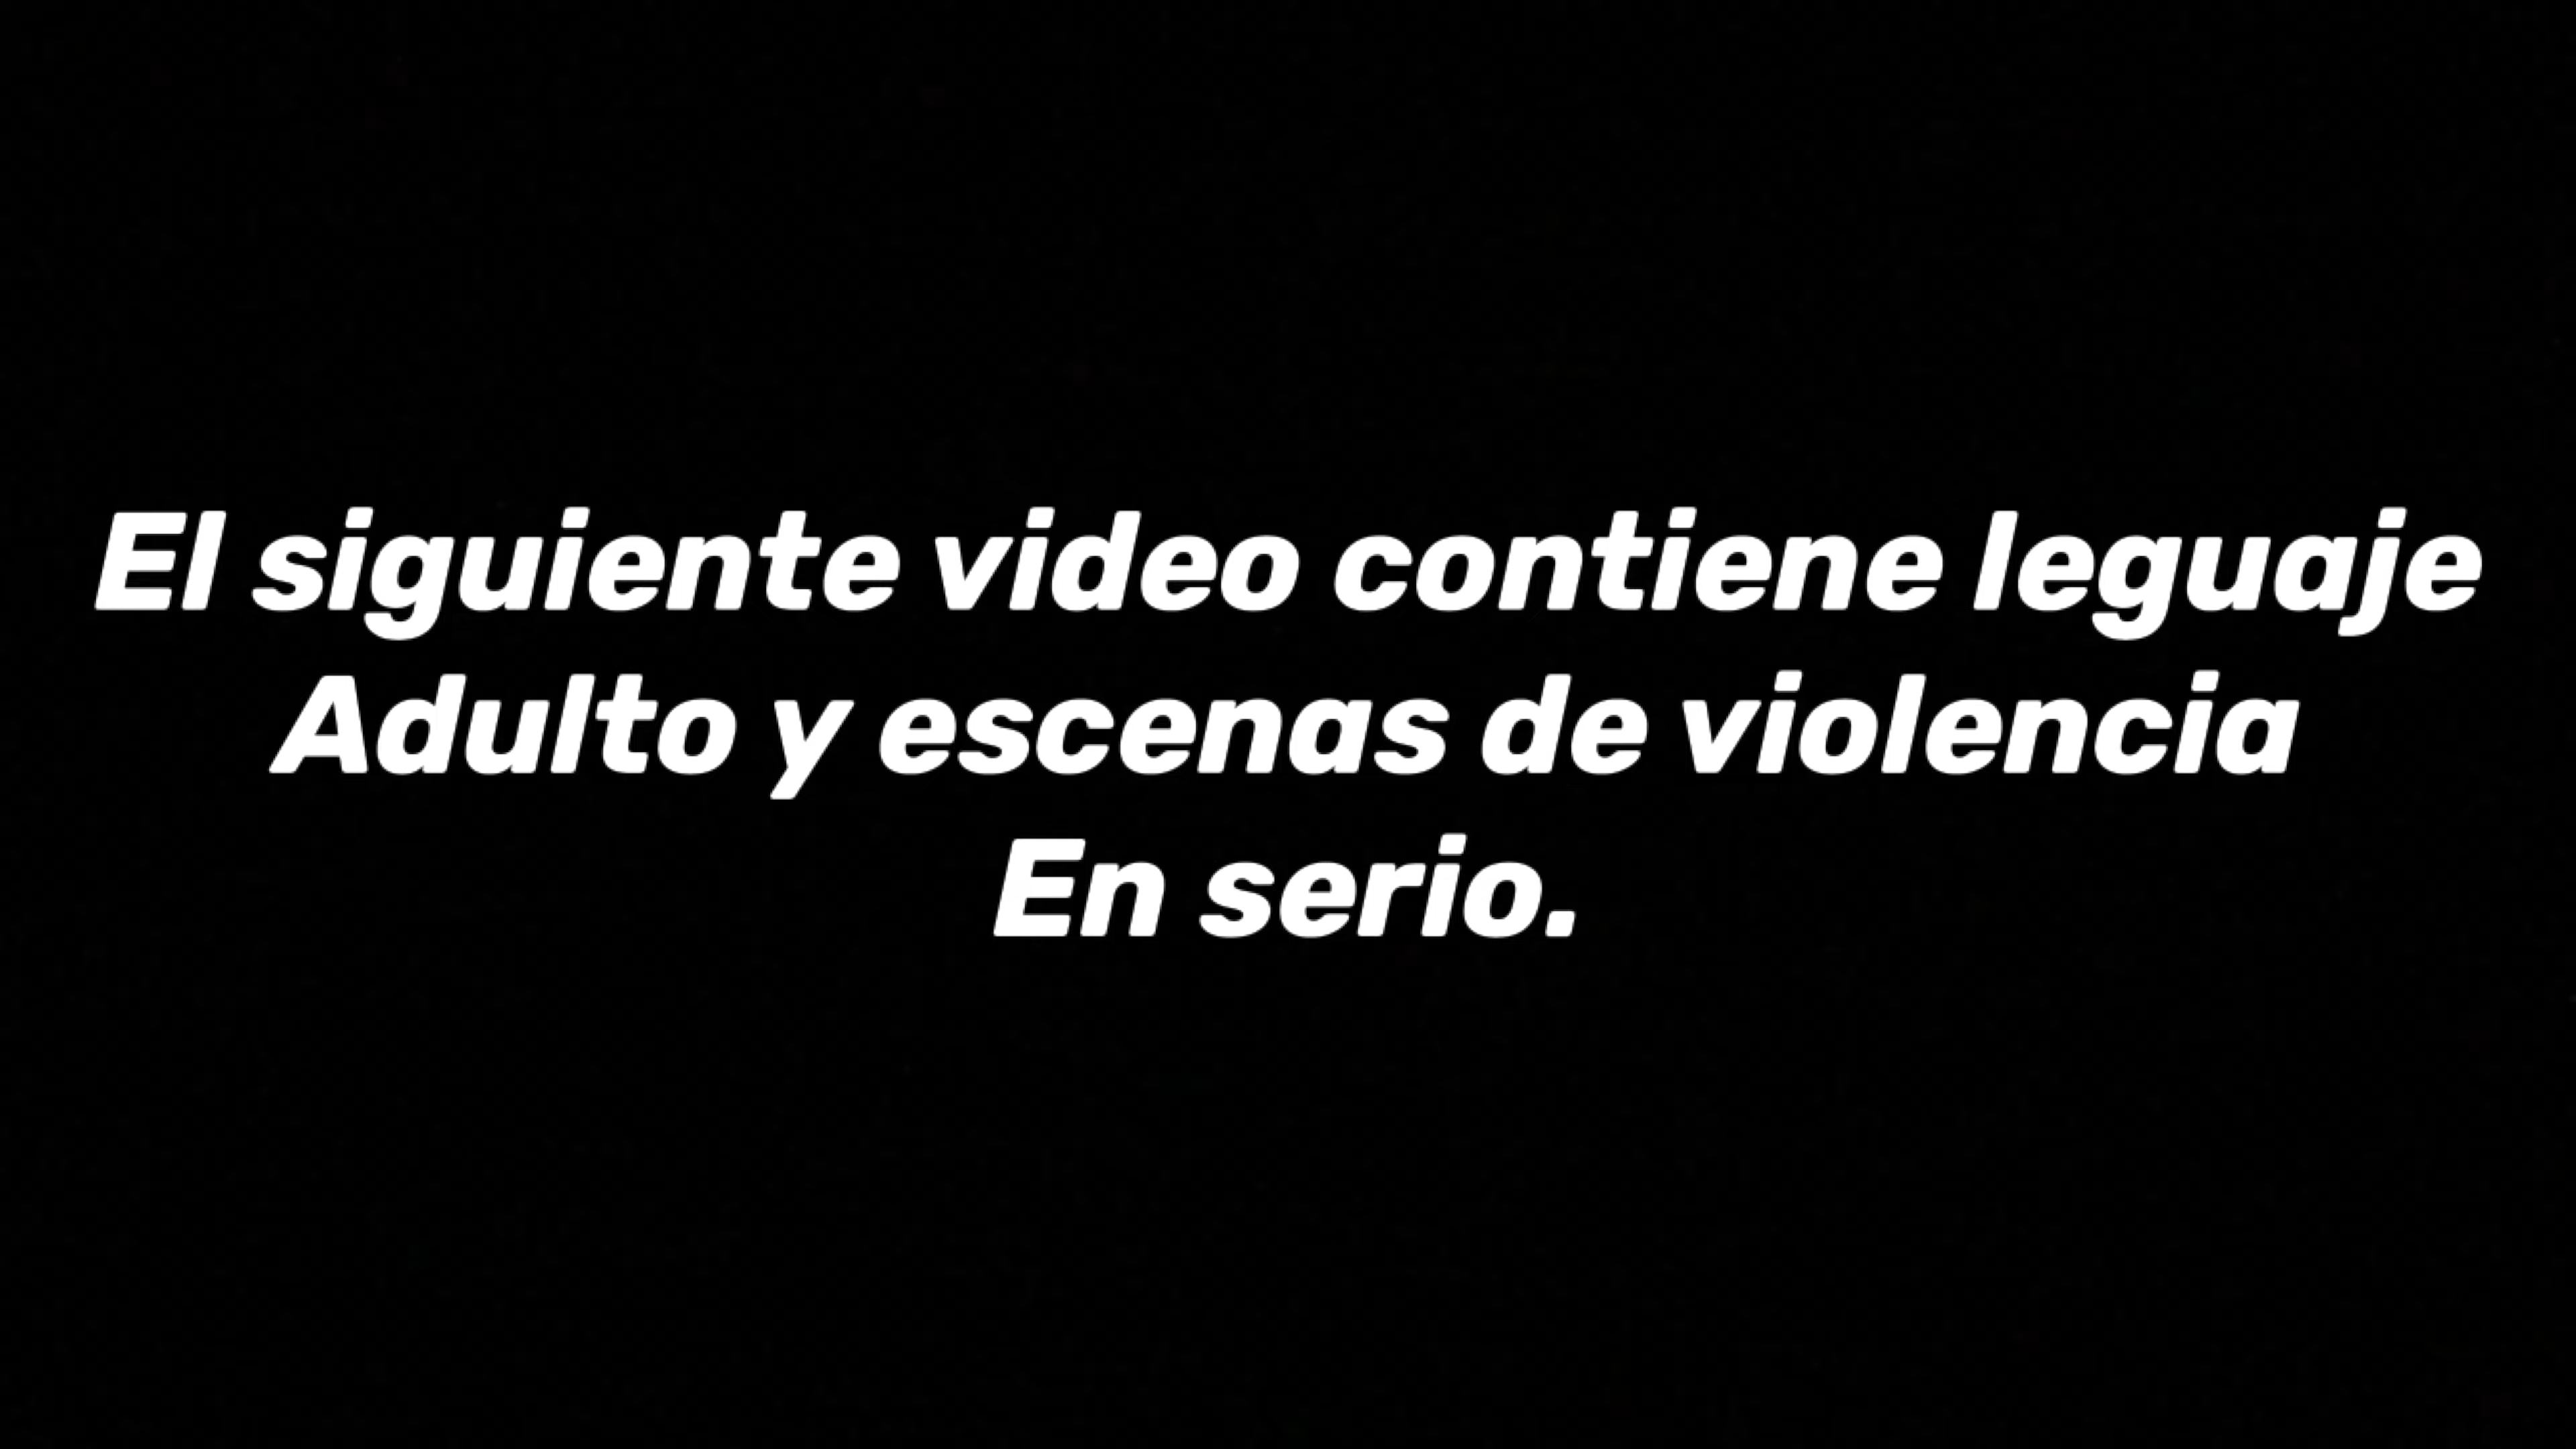 El siguiente video contiene leguaje
Adulto y escenas de violencia
En serio.